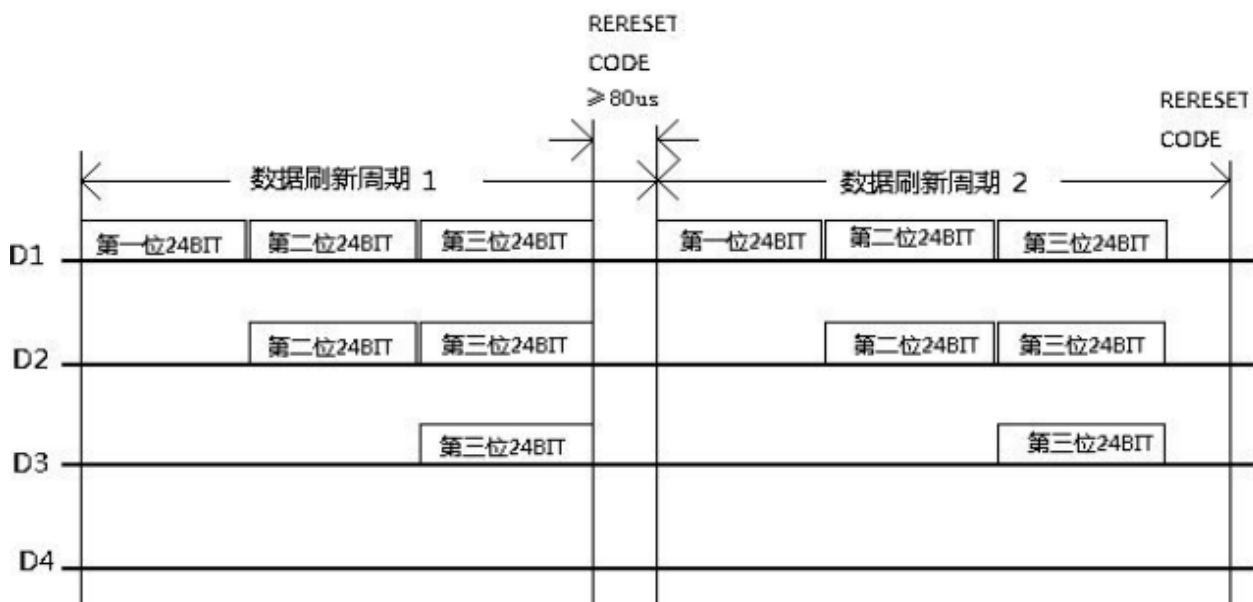 RERESET
CODE
≥80us
RERESET
CODE
数据刷新周期 1
数据刷新周期 2
D1
第一位24BIT
第二位24BIT
第三位24BIT
第一位24BIT
第二位24BIT
第三位24BIT
D2
第二位24BIT
第三位24BIT
第二位24BIT
第三位24BIT
D3
第三位24BIT
第三位24BIT
D4